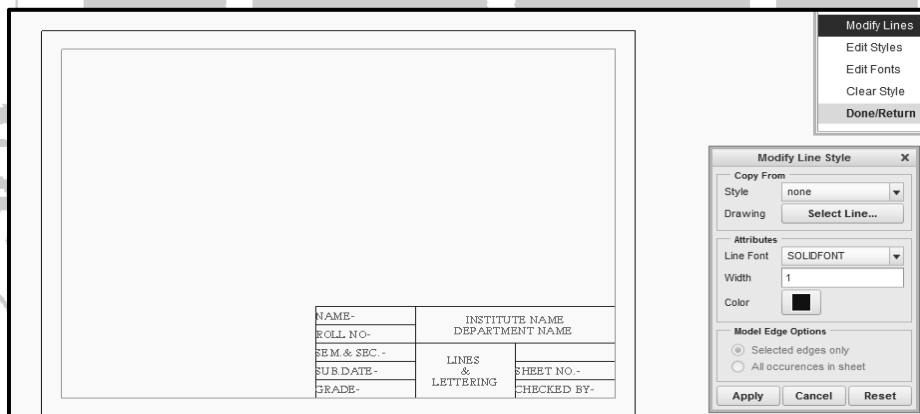 Modify Lines
Edit Styles
Edit Fonts
Clear Style
Done/Return
Modify Line Style x
Copy From
Style none
Drawing Select Line...
Attributes
Line Font SOLIDFONT
Width 1
Color
Model Edge Options
Selected edges only
All occurences in sheet
Apply Cancel Reset
NAME-
ROLL NO-
SEM.& SEC.-
SUB.DATE-
GRADE-
INSTITUTE NAME
DEPARTMENT NAME
LINES
&
LETTERING
SHEET NO.-
CHECKED BY-